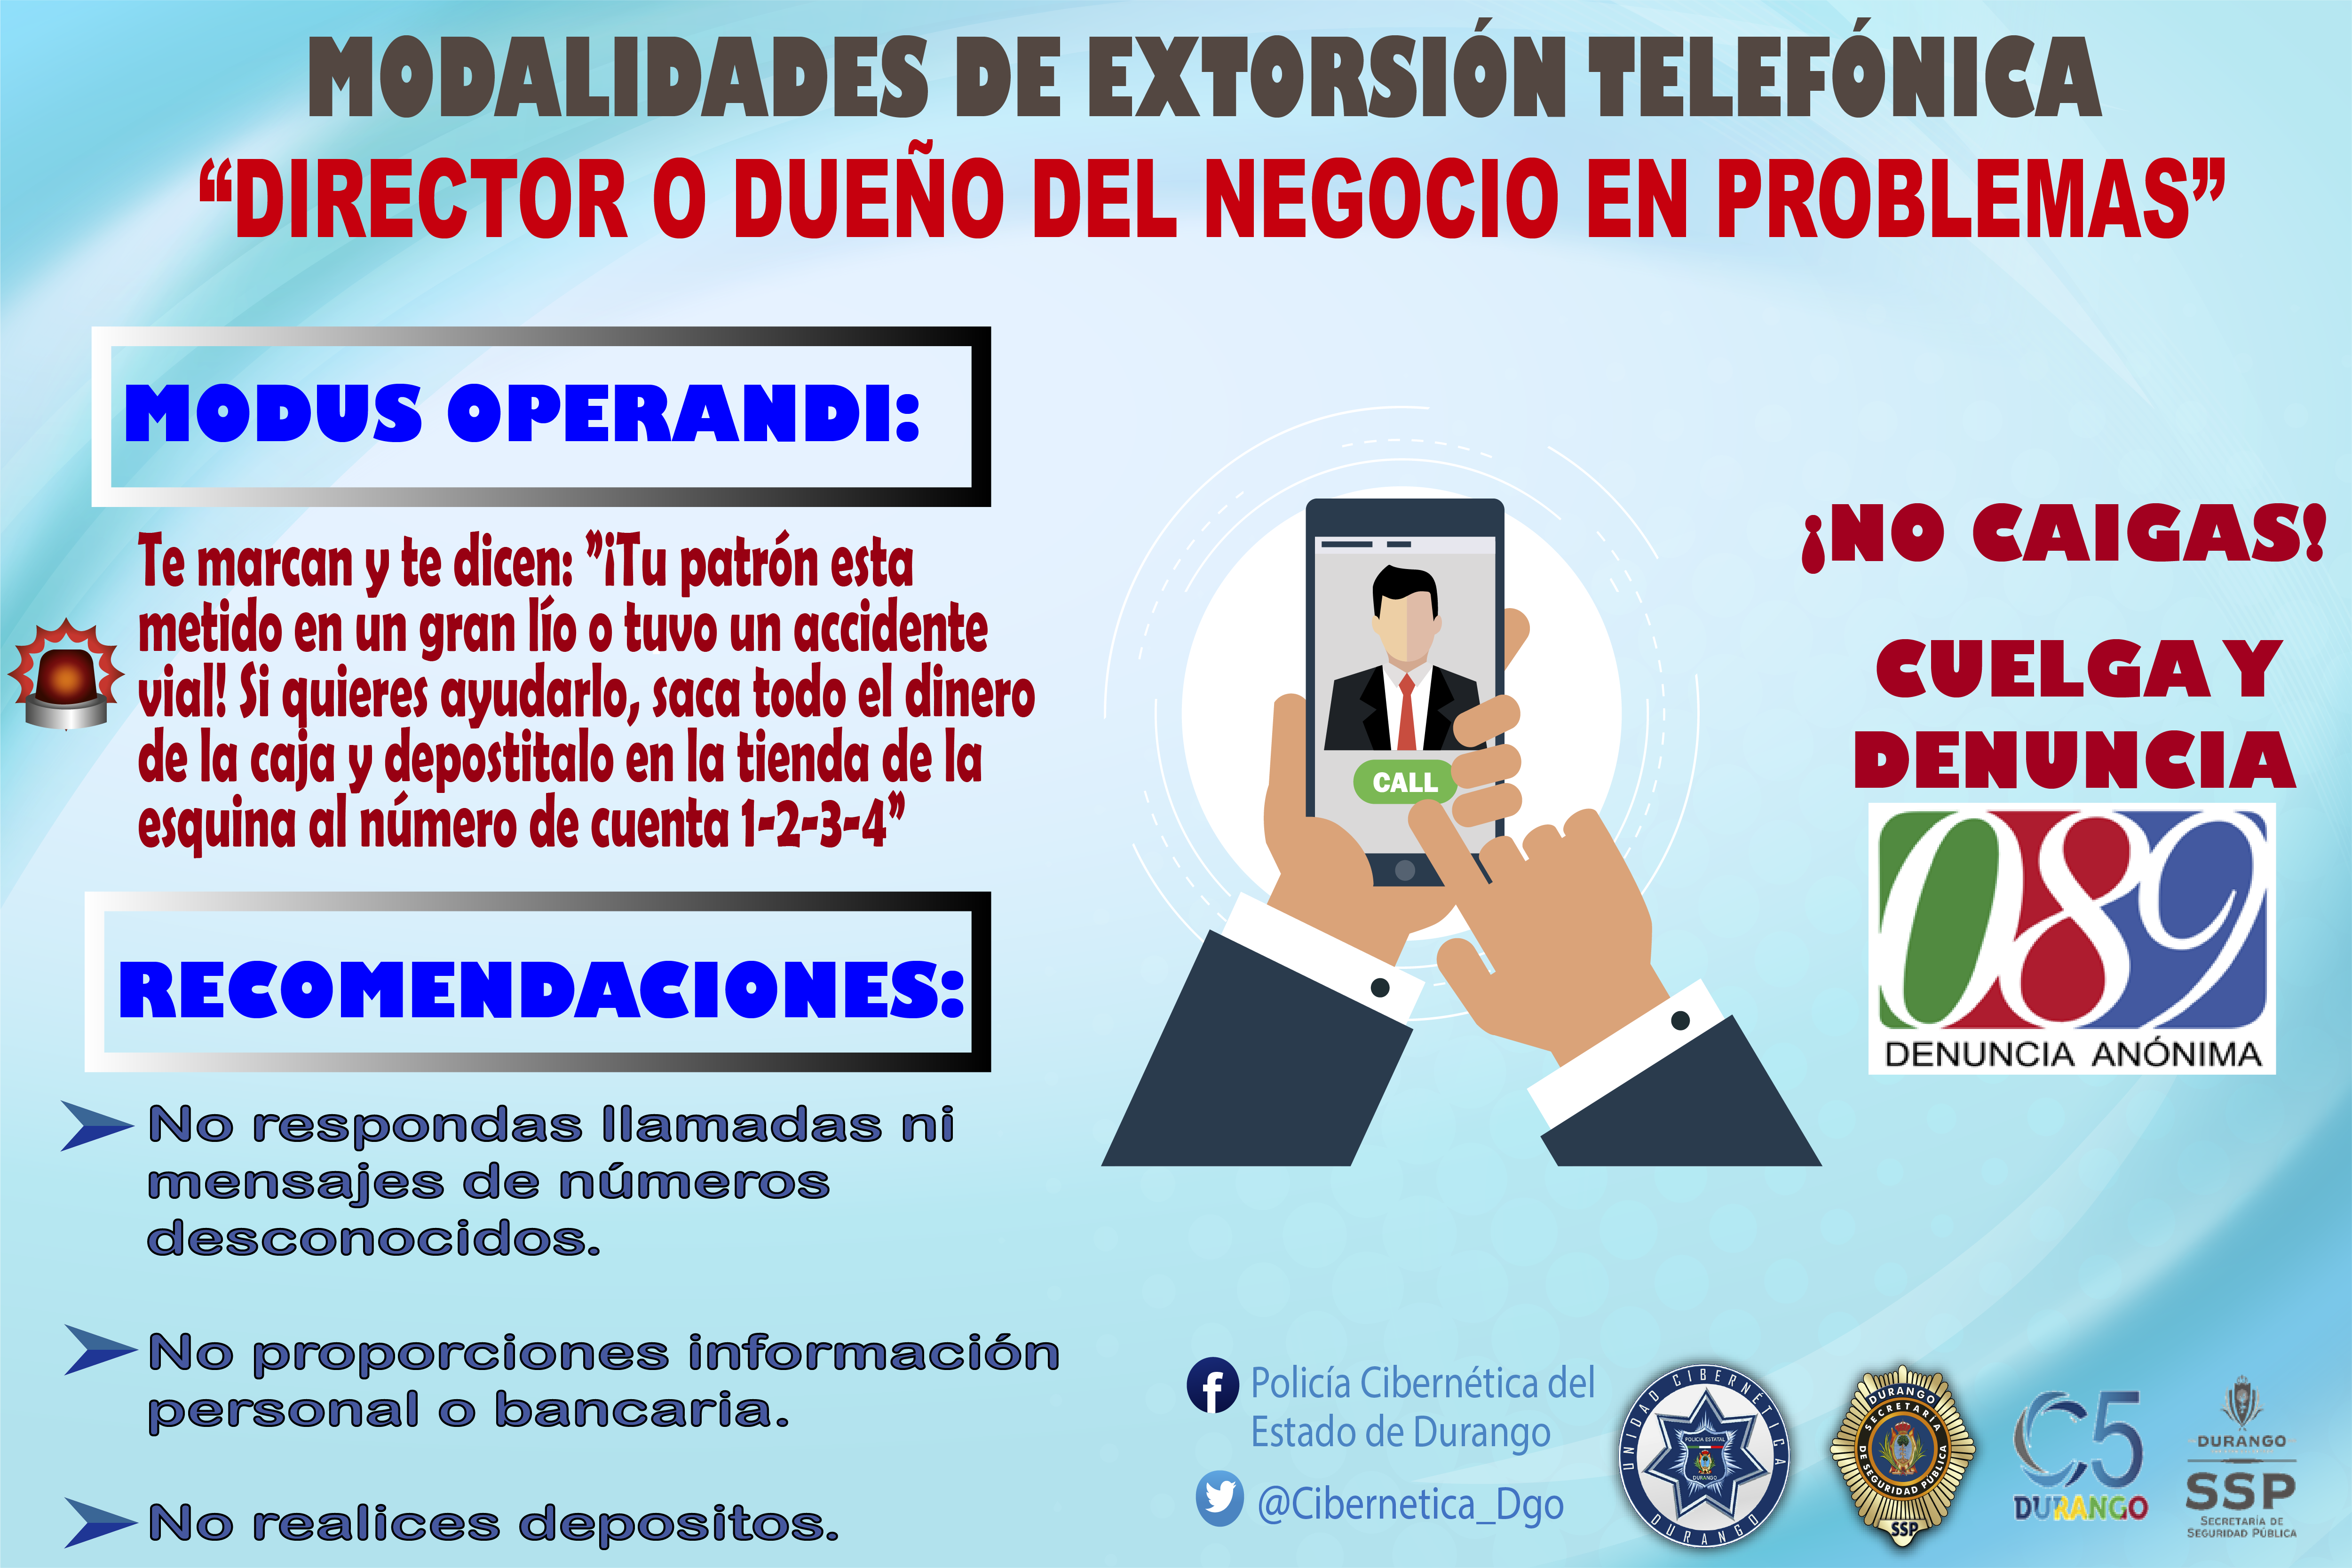 MODALIDADES DE EXTORSIÓN TELEFÓNICA
“DIRECTOR O DUEÑO DEL NEGOCIO EN PROBLEMAS”
MODUS OPERANDI:
Te marcan y te dicen: ”¡Tu patrón esta
metido en un gran lío o tuvo un accidente
vial! Si quieres ayudarlo, saca todo el dinero
de la caja y depostitalo en la tienda de la
esquina al número de cuenta 1-2-3-4”
RECOMENDACIONES:
No respondas llamadas ni
mensajes de números
desconocidos.
No proporciones información
personal o bancaria.
No realices depositos.
CALL
¡NO CAIGAS!
CUELGA Y
DENUNCIA
089
DENUNCIA ANÓNIMA
Policía Cibernética del
Estado de Durango
@Cibernetica_Dgo
UNIDAD CIBERNÉTICA
POLICIA ESTATAL
DURANGO
DURANGO
DURANGO
SECRETARÍA
DE SEGURIDAD PÚBLICA
SSP
C5
DURANGO
DURANGO
SSP
SECRETARÍA DE
SEGURIDAD PÚBLICA